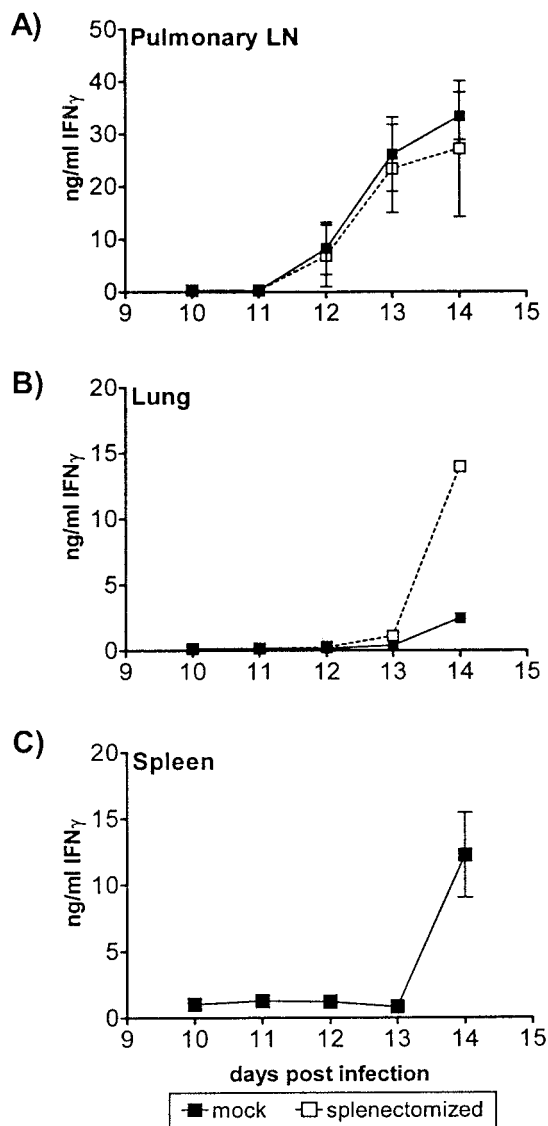 A)
Pulmonary LN
50
40
30
20
10
0
ng/ml IFNγ
9 10 11 12 13 14 15
B)
Lung
20
15
10
5
0
ng/ml IFNγ
9 10 11 12 13 14 15
C)
Spleen
20
15
10
5
0
ng/ml IFNγ
9 10 11 12 13 14 15
days post infection
mock splenectomized